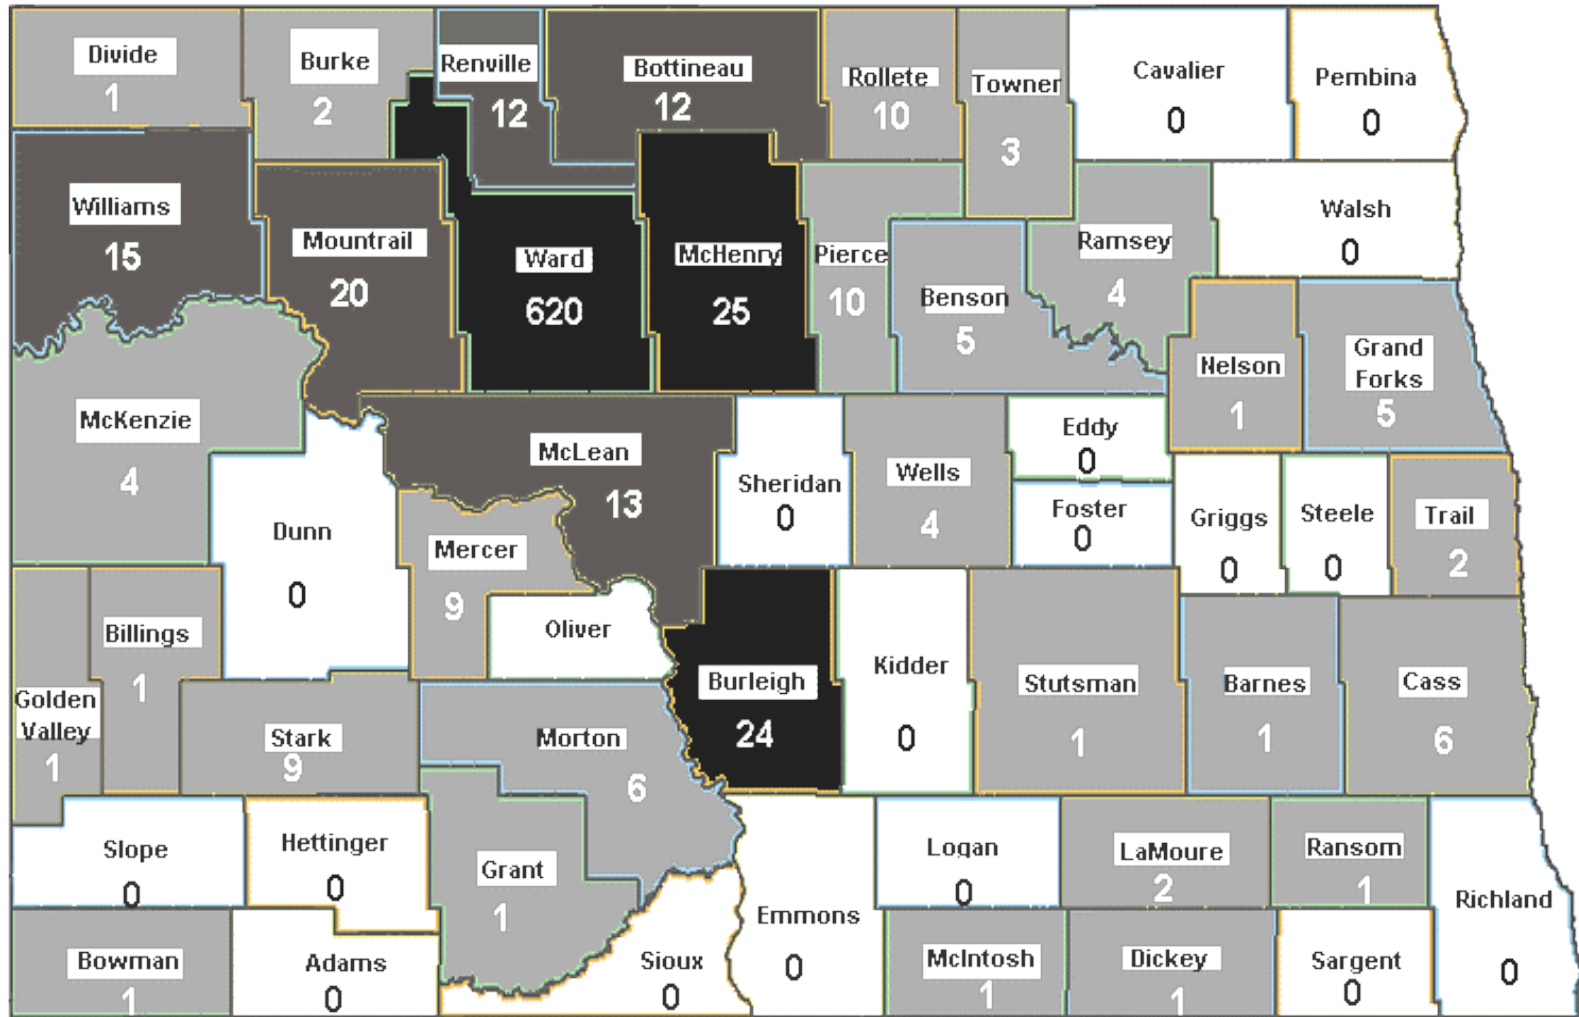 Divide
1
Burke
2
Renville
12
Bottineau
12
Rollete
10
Towner
3
Cavalier
0
Pembina
0
Williams
15
Mountrail
20
Ward
620
McHenry
25
Pierce
10
Benson
5
Ramsey
4
Walsh
0
Nelson
1
Grand
Forks
5
McKenzie
4
Dunn
0
McLean
13
Mercer
9
Oliver
Sheridan
0
Wells
4
Eddy
0
Foster
0
Griggs
0
Steele
0
Trail
2
Golden
Valley
1
Billings
1
Stark
9
Morton
6
Burleigh
24
Kidder
0
Stutsman
1
Barnes
1
Cass
6
Slope
0
Hettinger
0
Grant
1
Emmons
0
Logan
0
LaMoure
2
Ransom
1
Richland
0
Bowman
1
Adams
0
Sioux
0
McIntosh
1
Dickey
1
Sargent
0